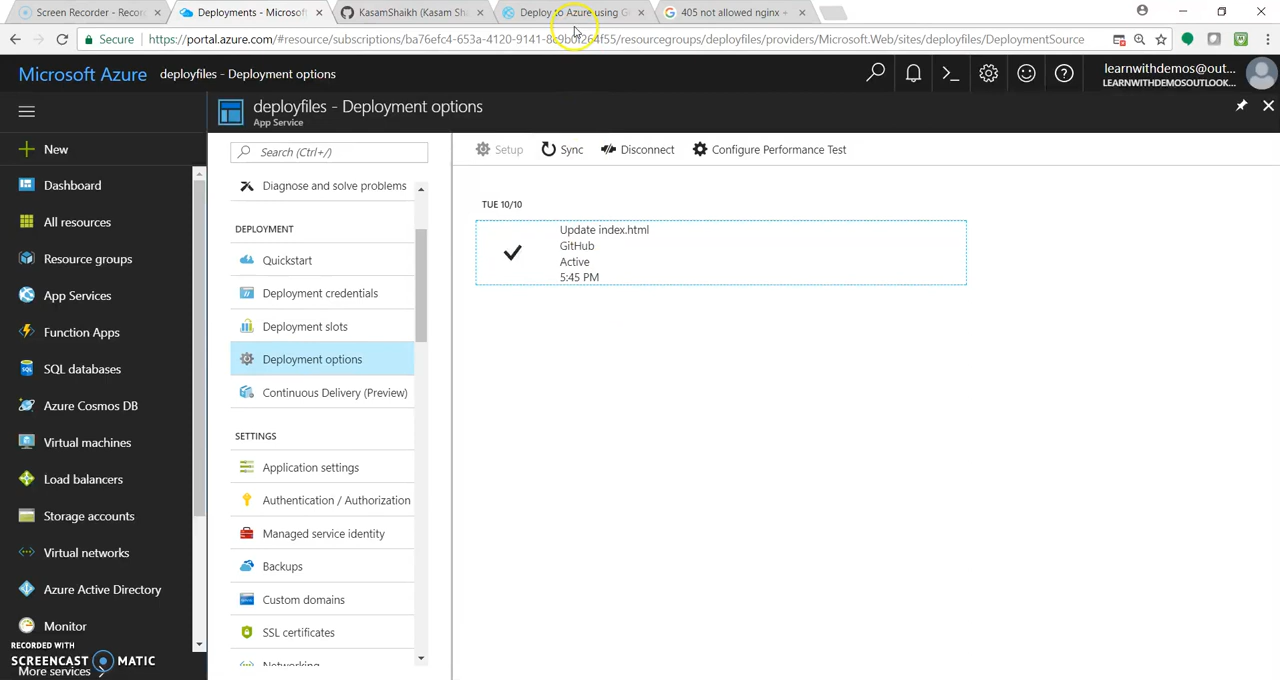 Screen Recorder - Recor
Deployments - Microsoft
KasamShaikh (Kasam Sha
Deploy to Azure using Gi
405 not allowed nginx +
Secure
https://portal.azure.com/#resource/subscriptions/ba76efc4-653a-4120-9141-8c9b0f264f55/resourcegroups/deployfiles/providers/Microsoft.Web/sites/deployfiles/DeploymentSource
Microsoft Azure
deployfiles - Deployment options
learnwithdemos@out...
LEARNWITHDEMOSOUTLOOK...
deployfiles - Deployment options
App Service
New
Dashboard
All resources
Resource groups
App Services
Function Apps
SQL databases
Azure Cosmos DB
Virtual machines
Load balancers
Storage accounts
Virtual networks
Azure Active Directory
Monitor
More services
RECORDED WITH
SCREENCAST MATIC
Search (Ctrl+/)
Diagnose and solve problems
DEPLOYMENT
Quickstart
Deployment credentials
Deployment slots
Deployment options
Continuous Delivery (Preview)
SETTINGS
Application settings
Authentication / Authorization
Managed service identity
Backups
Custom domains
SSL certificates
Networking
Setup
Sync
Disconnect
Configure Performance Test
TUE 10/10
Update index.html
GitHub
Active
5:45 PM